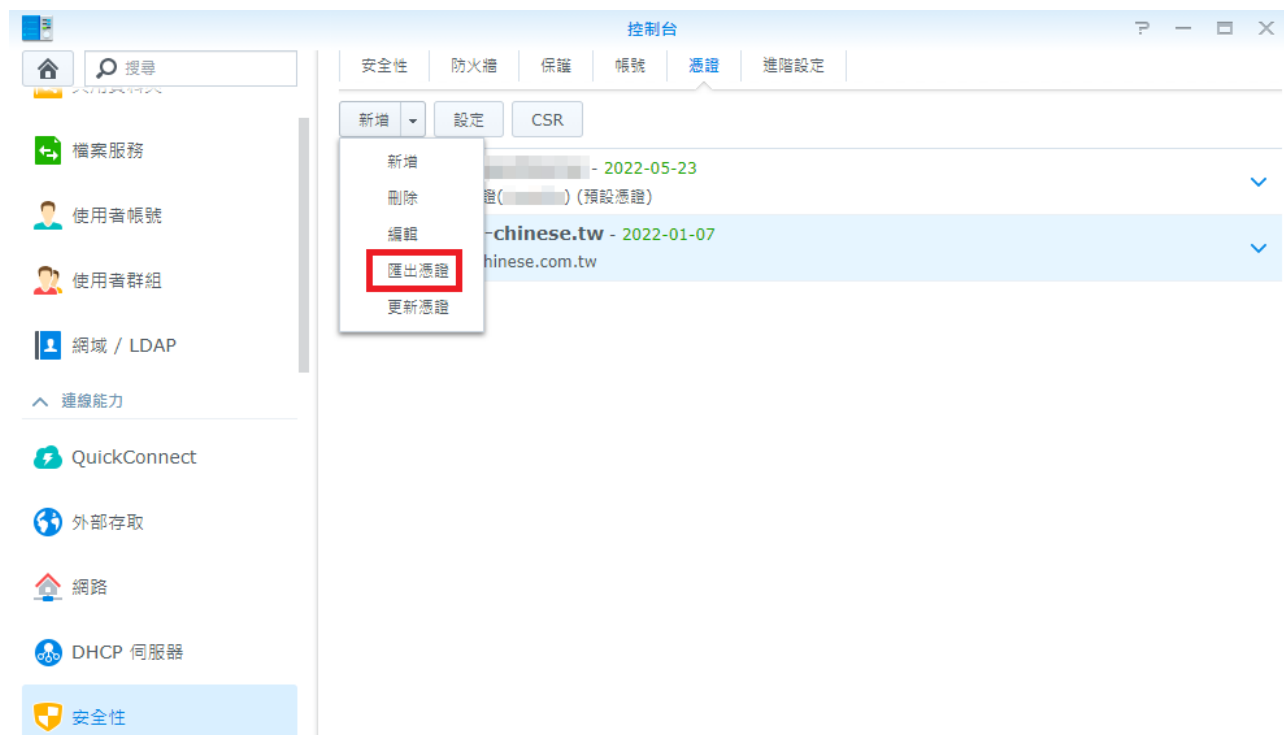 控制台
搜尋
安全性 防火牆 保護 帳號 憑證 進階設定
新增 設定 CSR
新增
刪除
編輯
匯出憑證
更新憑證
- 2022-05-23
證( ) (預設憑證)
-chinese.tw - 2022-01-07
hinese.com.tw
檔案服務
使用者帳號
使用者群組
網域 / LDAP
連線能力
QuickConnect
外部存取
網路
DHCP 伺服器
安全性